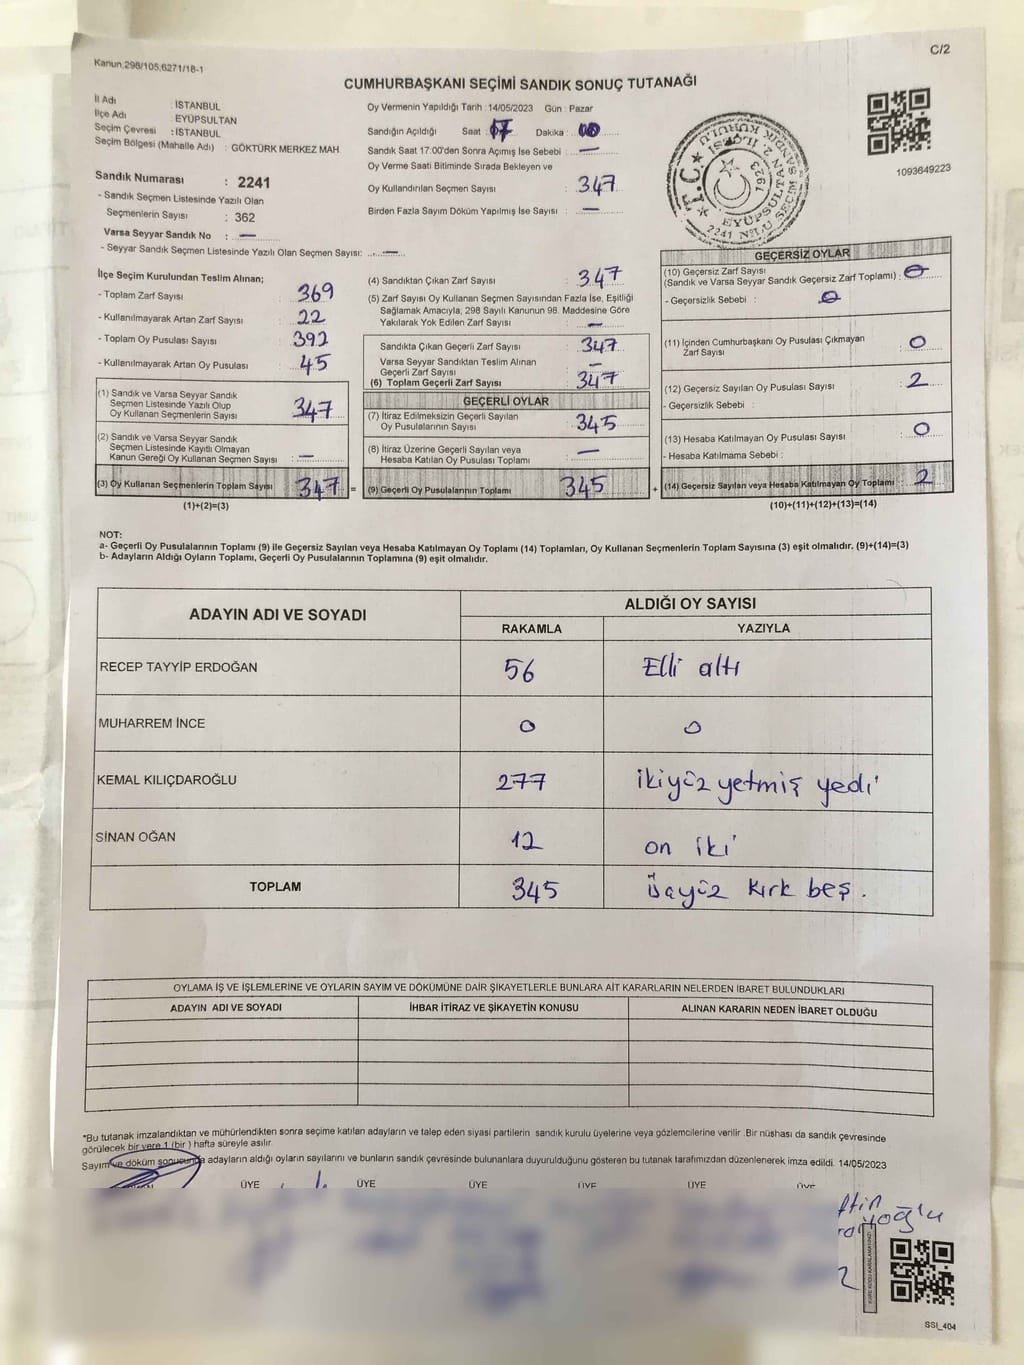 C/2
Kanun.298/105,6271/18-1
CUMHURBAŞKANI SEÇİMİ SANDIK SONUÇ TUTANAĞI
İl Adı : İSTANBUL
İlçe Adı : EYÜPSULTAN
Seçim Çevresi : İSTANBUL
Seçim Bölgesi (Mahalle Adı) : GÖKTÜRK MERKEZ MAH
Sandık Numarası : 2241
- Sandık Seçmen Listesinde Yazılı Olan
Seçmenlerin Sayısı : 362
Varsa Seyyar Sandık No : —
- Seyyar Sandık Seçmen Listesinde Yazılı Olan Seçmen Sayısı: —
Oy Vermenin Yapıldığı Tarih : 14/05/2023 Gün : Pazar
Sandığın Açıldığı Saat : 17 Dakika : 00
Sandık Saat 17:00'den Sonra Açılmış İse Sebebi : —
Oy Verme Saati Bitiminde Sırada Bekleyen ve
Oy Kullandırılan Seçmen Sayısı : 347
Birden Fazla Sayım Döküm Yapılmış İse Sayısı : —
T.C.
EYÜPSULTAN 2. İLÇESİ
2241 NOLU SEÇİM SANDIK KURULU
1923
1093649223
İlçe Seçim Kurulundan Teslim Alınan;
- Toplam Zarf Sayısı : 369
- Kullanılmayarak Artan Zarf Sayısı : 22
- Toplam Oy Pusulası Sayısı : 392
- Kullanılmayarak Artan Oy Pusulası : 45
(1) Sandık ve Varsa Seyyar Sandık
Seçmen Listesinde Yazılı Olup
Oy Kullanan Seçmenlerin Sayısı : 347
(2) Sandık ve Varsa Seyyar Sandık
Seçmen Listesinde Kayıtlı Olmayan
Kanun Gereği Oy Kullanan Seçmen Sayısı : —
(3) Oy Kullanan Seçmenlerin Toplam Sayısı : 347 =
(1)+(2)=(3)
(4) Sandıktan Çıkan Zarf Sayısı : 347
(5) Zarf Sayısı Oy Kullanan Seçmen Sayısından Fazla İse, Eşitliği
Sağlamak Amacıyla, 298 Sayılı Kanunun 98. Maddesine Göre
Yakılarak Yok Edilen Zarf Sayısı : —
Sandıkta Çıkan Geçerli Zarf Sayısı : 347
Varsa Seyyar Sandıktan Teslim Alınan
Geçerli Zarf Sayısı : —
(6) Toplam Geçerli Zarf Sayısı : 347
GEÇERLİ OYLAR
(7) İtiraz Edilmeksizin Geçerli Sayılan
Oy Pusulalarının Sayısı : 345
(8) İtiraz Üzerine Geçerli Sayılan veya
Hesaba Katılan Oy Pusulası Toplamı : —
(9) Geçerli Oy Pusulalarının Toplamı 345 +
GEÇERSİZ OYLAR
(10) Geçersiz Zarf Sayısı
(Sandık ve Varsa Seyyar Sandık Geçersiz Zarf Toplamı) : 0
- Geçersizlik Sebebi : 0
(11) İçinden Cumhurbaşkanı Oy Pusulası Çıkmayan
Zarf Sayısı : 0
(12) Geçersiz Sayılan Oy Pusulası Sayısı : 2
- Geçersizlik Sebebi :
(13) Hesaba Katılmayan Oy Pusulası Sayısı : 0
- Hesaba Katılmama Sebebi :
(14) Geçersiz Sayılan veya Hesaba Katılmayan Oy Toplamı : 2
(10)+(11)+(12)+(13)=(14)
NOT:
a- Geçerli Oy Pusulalarının Toplamı (9) ile Geçersiz Sayılan veya Hesaba Katılmayan Oy Toplamı (14) Toplamları, Oy Kullanan Seçmenlerin Toplam Sayısına (3) eşit olmalıdır. (9)+(14)=(3)
b- Adayların Aldığı Oyların Toplamı, Geçerli Oy Pusulalarının Toplamına (9) eşit olmalıdır.
ADAYIN ADI VE SOYADI ALDIĞI OY SAYISI
RAKAMLA YAZIYLA
RECEP TAYYİP ERDOĞAN 56 Elli altı
MUHARREM İNCE 0 0
KEMAL KILIÇDAROĞLU 277 ikiyüz yetmiş yedi
SİNAN OĞAN 12 on iki
TOPLAM 345 üçyüz kırk beş.
OYLAMA İŞ VE İŞLEMLERİNE VE OYLARIN SAYIM VE DÖKÜMÜNE DAİR ŞİKAYETLERLE BUNLARA AİT KARARLARIN NELERDEN İBARET BULUNDUKLARI
ADAYIN ADI VE SOYADI İHBAR İTİRAZ VE ŞİKAYETİN KONUSU ALINAN KARARIN NEDEN İBARET OLDUĞU
*Bu tutanak imzalandıktan ve mühürlendikten sonra seçime katılan adayların ve talep eden siyasi partilerin sandık kurulu üyelerine veya gözlemcilerine verilir .Bir nüshası da sandık çevresinde
görülecek bir yere 1 (bir ) hafta süreyle asılır.
Sayım ve döküm sonucunda adayların aldığı oyların sayılarını ve bunların sandık çevresinde bulunanlara duyurulduğunu gösteren bu tutanak tarafımızdan düzenlenerek imza edildi. 14/05/2023
ÜYE ÜYE ÜYE ÜYE ÜYE ÜYE
SSI_404